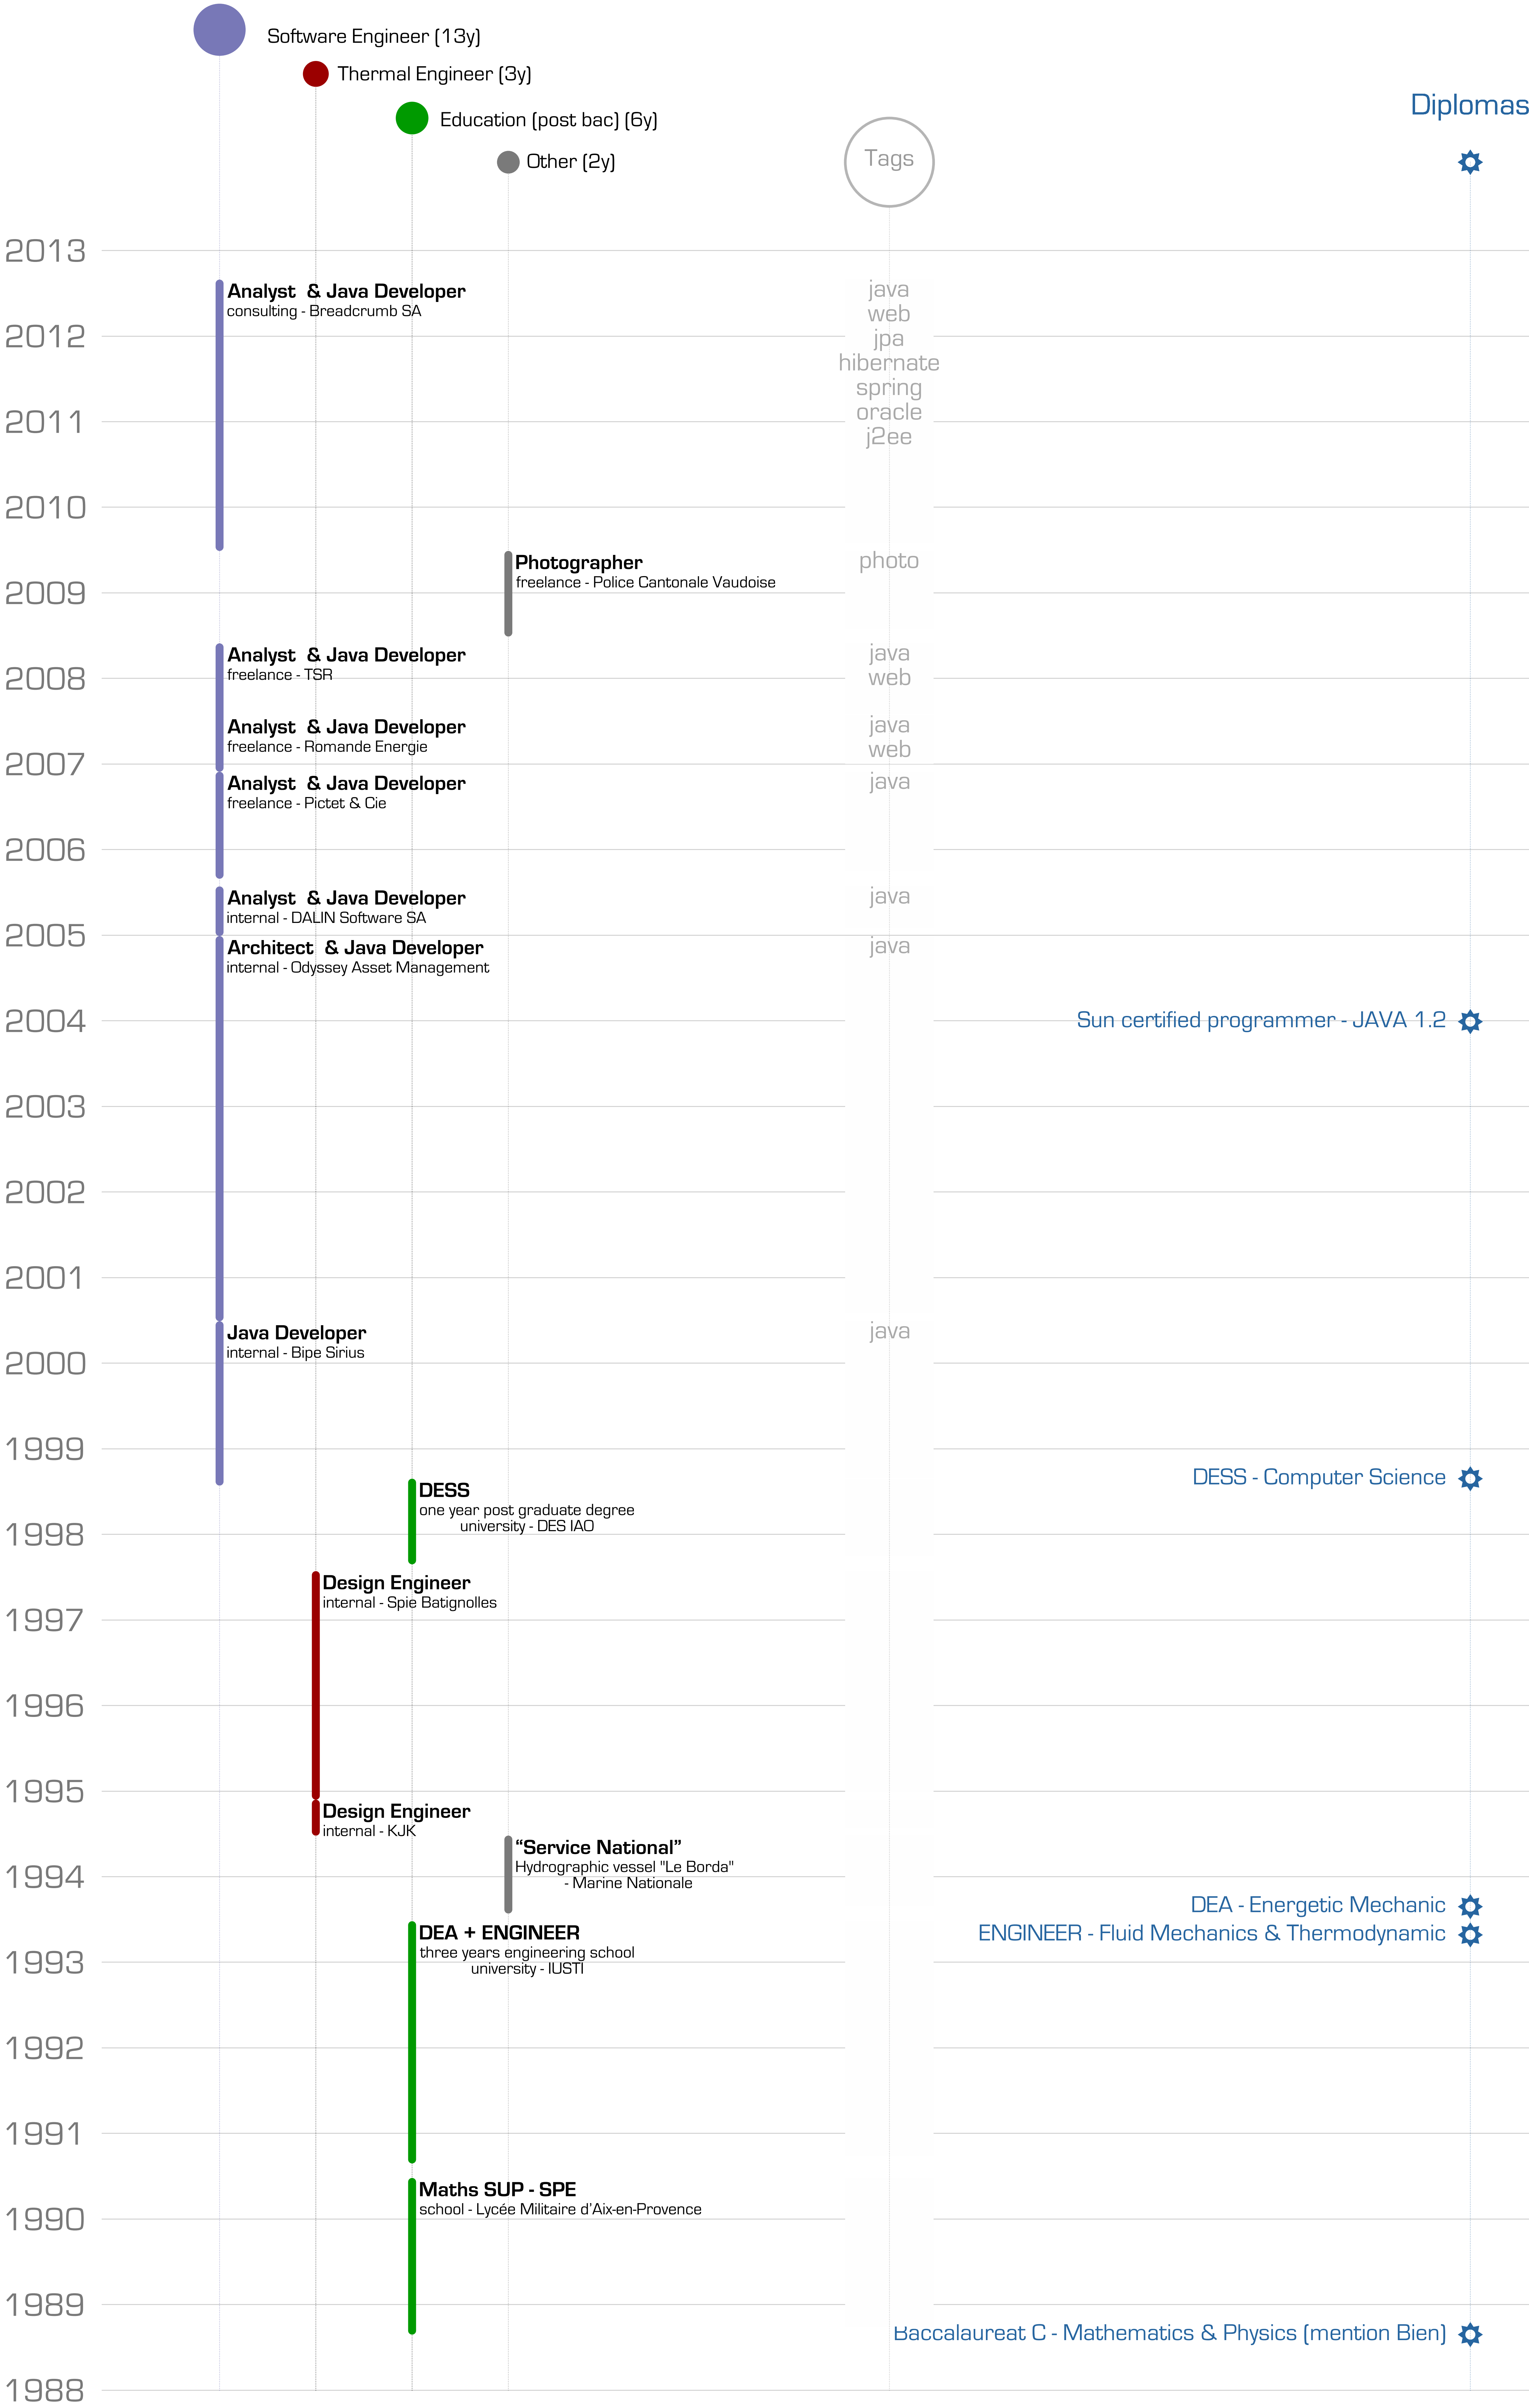 Software Engineer (13y)
Thermal Engineer (3y)
Diplomas
Education (post bac) (6y)
Tags
Other (2y)
2013
Analyst & Java Developer
consulting - Breadcrumb SA
java
web
2012
jpa
hibernate
spring
oracle
2011
j2ee
2010
Photographer
freelance - Police Cantonale Vaudoise
photo
2009
Analyst & Java Developer
freelance - TSR
java
web
2008
Analyst & Java Developer
freelance - Romande Energie
java
web
2007
Analyst & Java Developer
freelance - Pictet & Cie
java
2006
Analyst & Java Developer
internal - DALIN Software SA
java
2005
Architect & Java Developer
internal - Odyssey Asset Management
java
2004
Sun certified programmer - JAVA 1.2
2003
2002
2001
Java Developer
internal - Bipe Sirius
java
2000
1999
DESS - Computer Science
DESS
one year post graduate degree
university - DES IAO
1998
Design Engineer
internal - Spie Batignolles
1997
1996
1995
Design Engineer
internal - KJK
“Service National”
Hydrographic vessel "Le Borda"
- Marine Nationale
1994
DEA - Energetic Mechanic
ENGINEER - Fluid Mechanics & Thermodynamic
DEA + ENGINEER
three years engineering school
university - IUSTI
1993
1992
1991
Maths SUP - SPE
school - Lycée Militaire d'Aix-en-Provence
1990
1989
Baccalaureat C - Mathematics & Physics (mention Bien)
1988